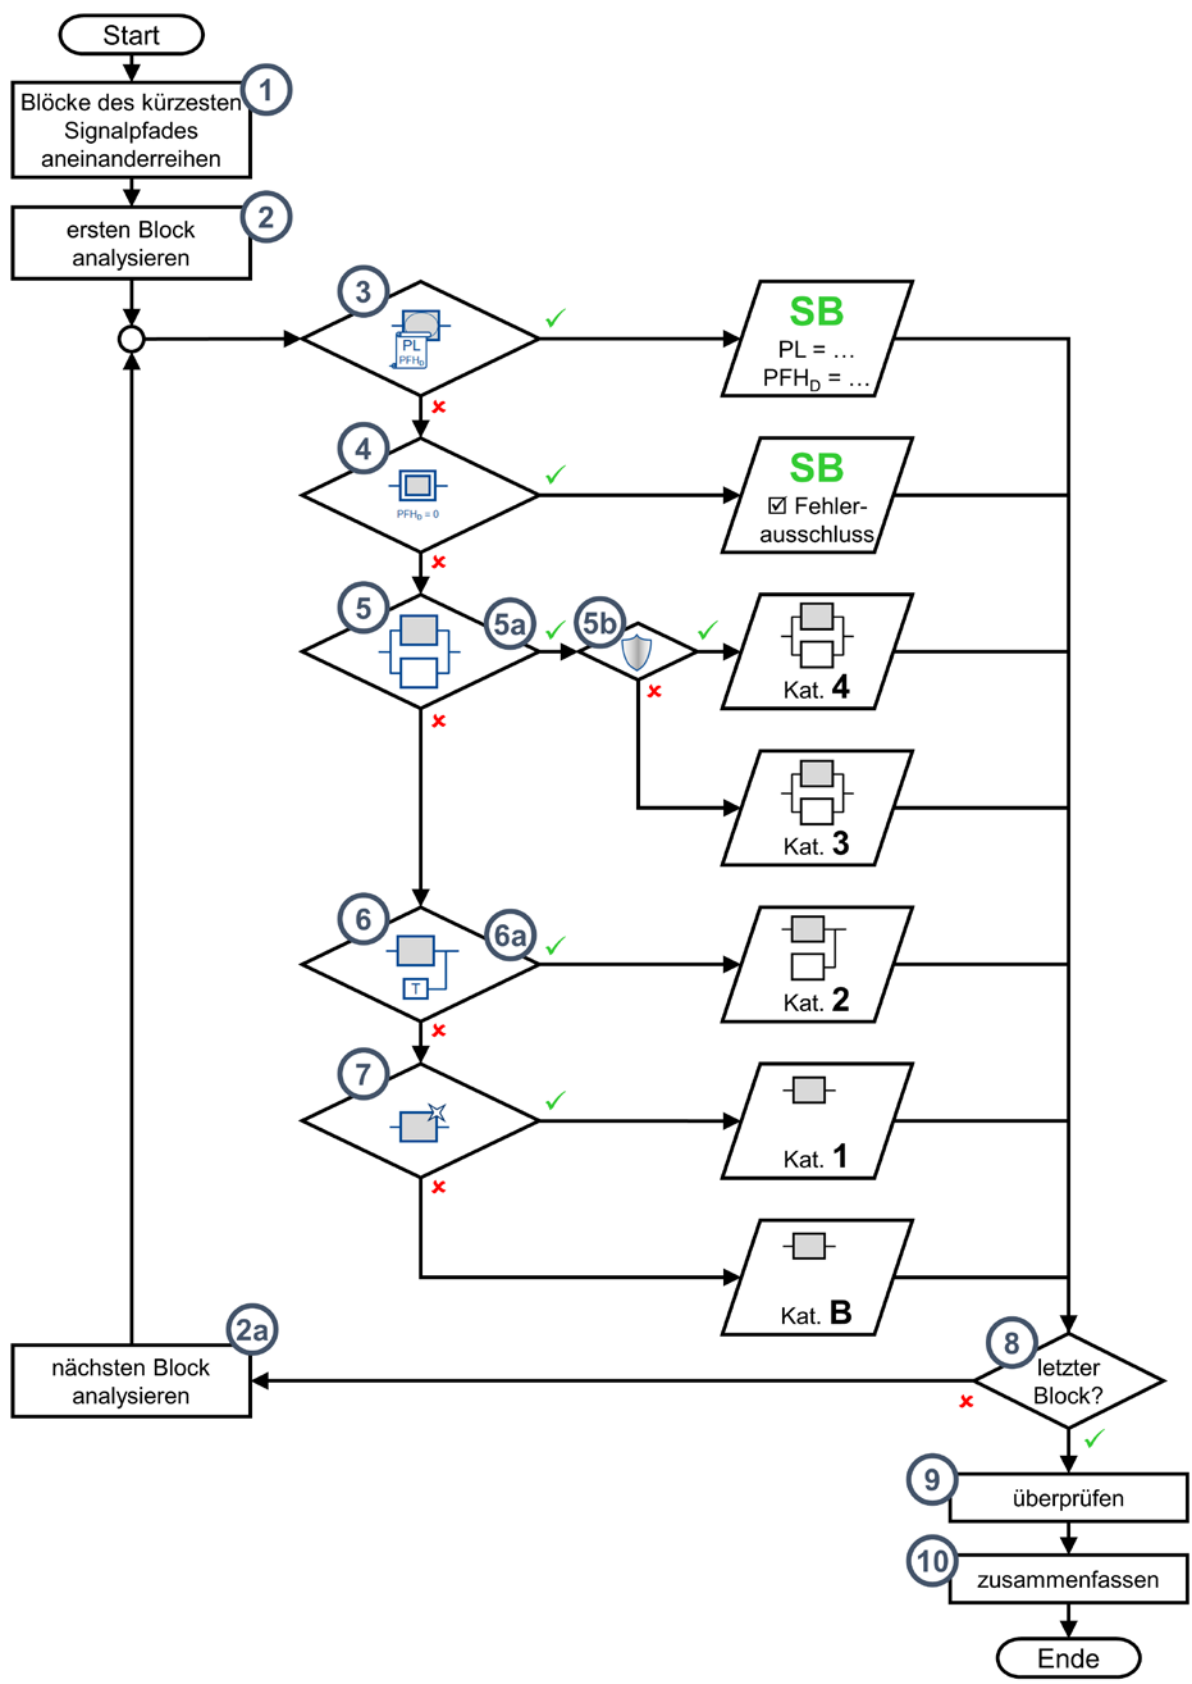 Start
1
Blöcke des kürzesten
Signalpfades
aneinanderreihen
2
ersten Block
analysieren
3
PL
PFHD
SB
PL = ...
PFHD = ...
4
PFHD = 0
SB
☑ Fehler-
ausschluss
5
5a
5b
Kat. 4
Kat. 3
6
6a
T
Kat. 2
7
Kat. 1
Kat. B
2a
nächsten Block
analysieren
8
letzter
Block?
9
überprüfen
10
zusammenfassen
Ende